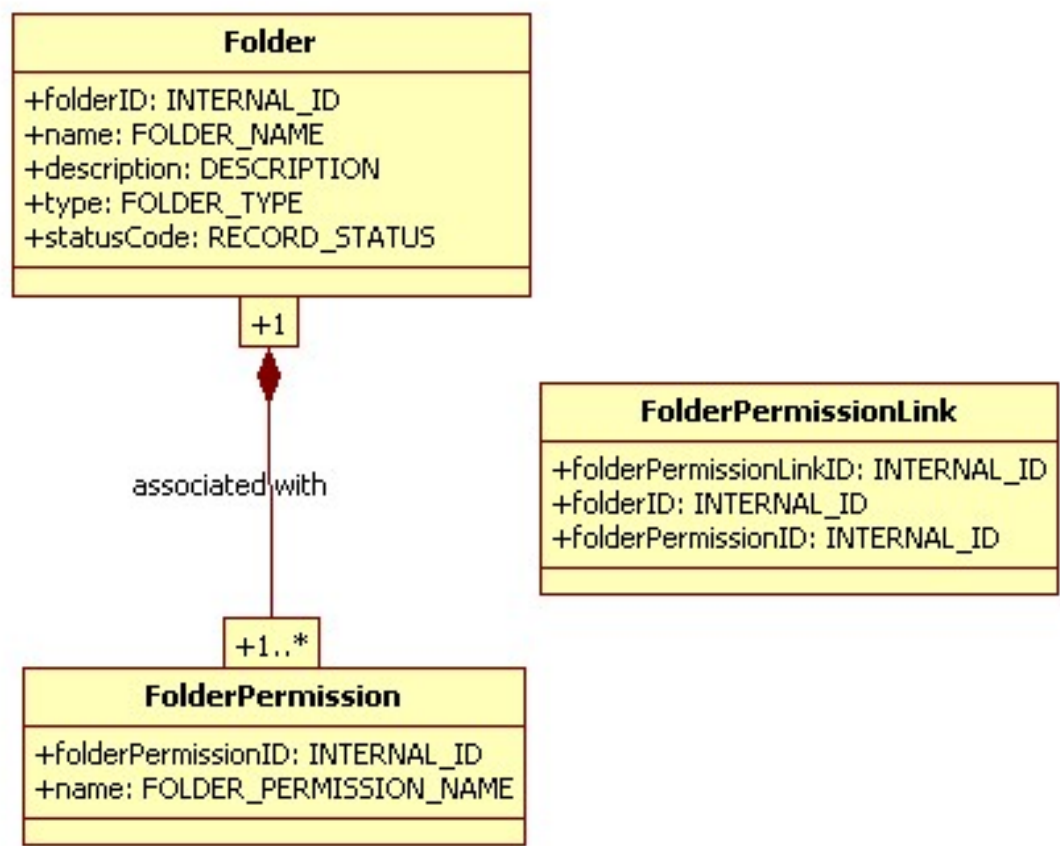 Folder
+folderID: INTERNAL_ID
+name: FOLDER_NAME
+description: DESCRIPTION
+type: FOLDER_TYPE
+statusCode: RECORD_STATUS
+1
associated with
FolderPermissionLink
+folderPermissionLinkID: INTERNAL_ID
+folderID: INTERNAL_ID
+folderPermissionID: INTERNAL_ID
+1..*
FolderPermission
+folderPermissionID: INTERNAL_ID
+name: FOLDER_PERMISSION_NAME